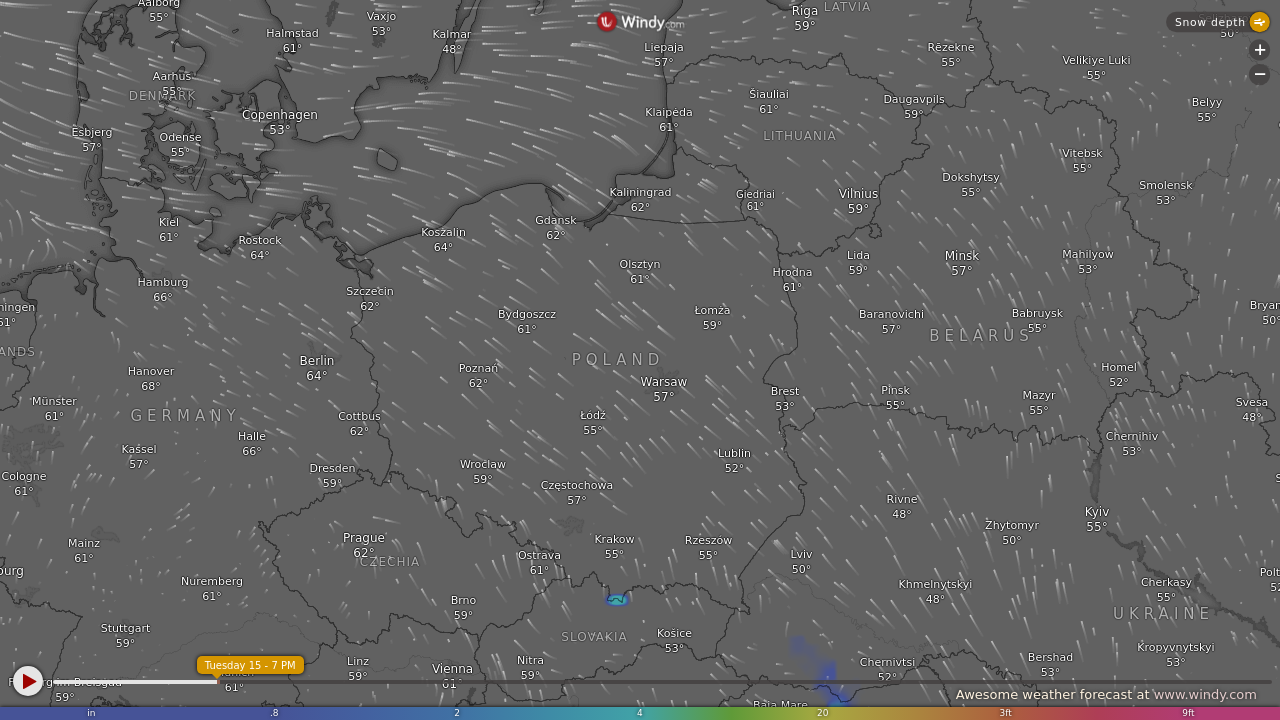 Aalborg
55°
Växjö
53°
Halmstad
61°
Kalmar
48°
Windy.com
Riga
59°
LATVIA
Snow depth
50°
Liepaja
57°
Rēzekne
55°
Velikiye Luki
55°
+
−
Aarhus
55°
DENMARK
Šiauliai
61°
Daugavpils
59°
Belyy
55°
Copenhagen
53°
Klaipėda
61°
Esbjerg
57°
Odense
55°
LITHUANIA
Vitebsk
55°
Dokshytsy
55°
Smolensk
53°
Kaliningrad
62°
Giedriai
61°
Vilnius
59°
Kiel
61°
Rostock
64°
Koszalin
64°
Gdansk
62°
Olsztyn
61°
Hrodna
61°
Lida
59°
Minsk
57°
Mahilyow
53°
Hamburg
66°
Szczecin
62°
Bydgoszcz
61°
Łomża
59°
Baranovichi
57°
Babruysk
55°
BELARUS
Berlin
64°
POLAND
Hanover
68°
Poznań
62°
Warsaw
57°
Brest
53°
Pinsk
55°
Mazyr
55°
Homel
52°
Münster
61°
GERMANY
Cottbus
62°
Łódź
55°
Svesa
48°
Halle
66°
Kassel
57°
Dresden
59°
Wrocław
59°
Częstochowa
57°
Lublin
52°
Chernihiv
53°
Cologne
61°
Rivne
48°
Zhytomyr
50°
Kyiv
55°
Mainz
61°
Prague
62°
CZECHIA
Ostrava
61°
Krakow
55°
Rzeszow
55°
Lviv
50°
Nuremberg
61°
Brno
59°
Khmelnytskyi
48°
Cherkasy
55°
UKRAINE
Stuttgart
59°
SLOVAKIA
Košice
53°
Kropyvnytskyi
53°
Tuesday 15 - 7 PM
Linz
59°
Vienna
61°
Nitra
59°
Chernivtsi
52°
Bershad
53°
59°
61°
Baia Mare
Awesome weather forecast at www.windy.com
in .8 2 4 20 3ft 9ft